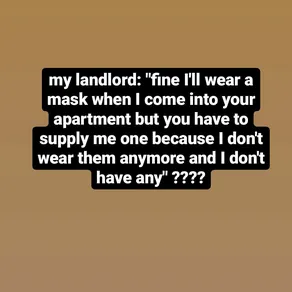 my landlord: "fine I'll wear a
mask when I come into your
apartment but you have to
supply me one because I don't
wear them anymore and I don't
have any" ????